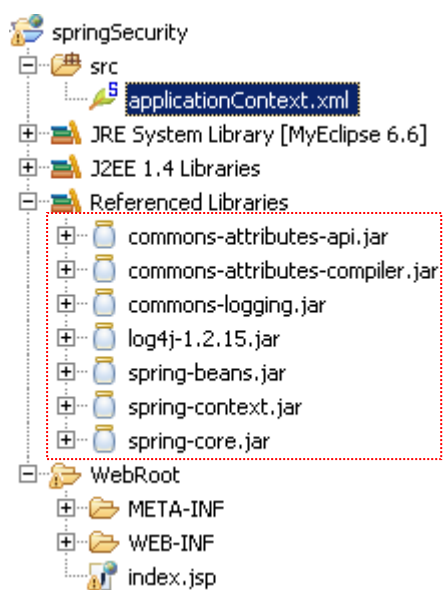 springSecurity
src
applicationContext.xml
JRE System Library [MyEclipse 6.6]
J2EE 1.4 Libraries
Referenced Libraries
commons-attributes-api.jar
commons-attributes-compiler.jar
commons-logging.jar
log4j-1.2.15.jar
spring-beans.jar
spring-context.jar
spring-core.jar
WebRoot
META-INF
WEB-INF
index.jsp